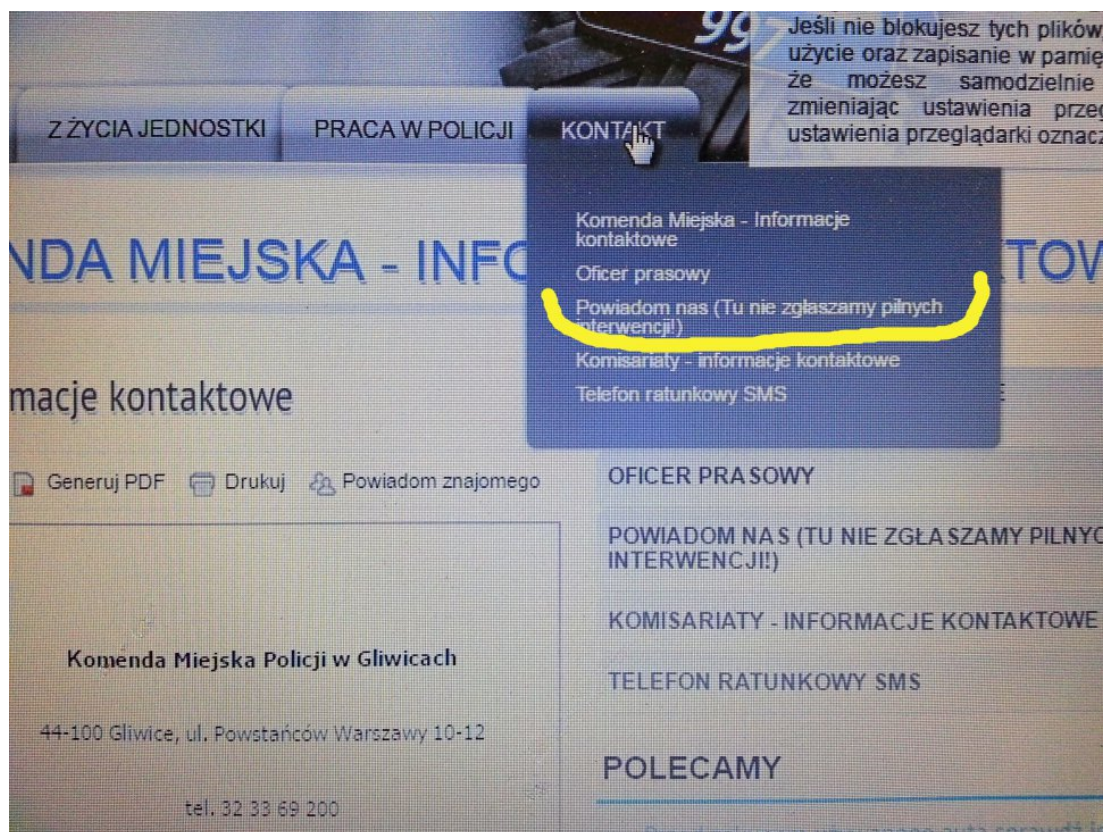 997
Jeśli nie blokujesz tych plików
użycie oraz zapisanie w
że możesz samodzielnie
zmieniając ustawienia
ustawienia przeglądarki
Z ŻYCIA JEDNOSTKI
PRACA W POLICJI
KONTAKT
Komenda Miejska - Informacje
kontaktowe
Oficer prasowy
Powiadom nas (Tu nie zgłaszamy pilnych
interwencji!)
Komisariaty - informacje kontaktowe
Telefon ratunkowy SMS
NDA MIEJSKA - INFO
TOW
macje kontaktowe
Generuj PDF
Drukuj
Powiadom znajomego
Komenda Miejska Policji w Gliwicach
44-100 Gliwice, ul. Powstańców Warszawy 10-12
tel. 32 33 69 200
OFICER PRASOWY
POWIADOM NAS (TU NIE ZGŁASZAMY PILNYC
INTERWENCJI!)
KOMISARIATY - INFORMACJE KONTAKTOWE
TELEFON RATUNKOWY SMS
POLECAMY